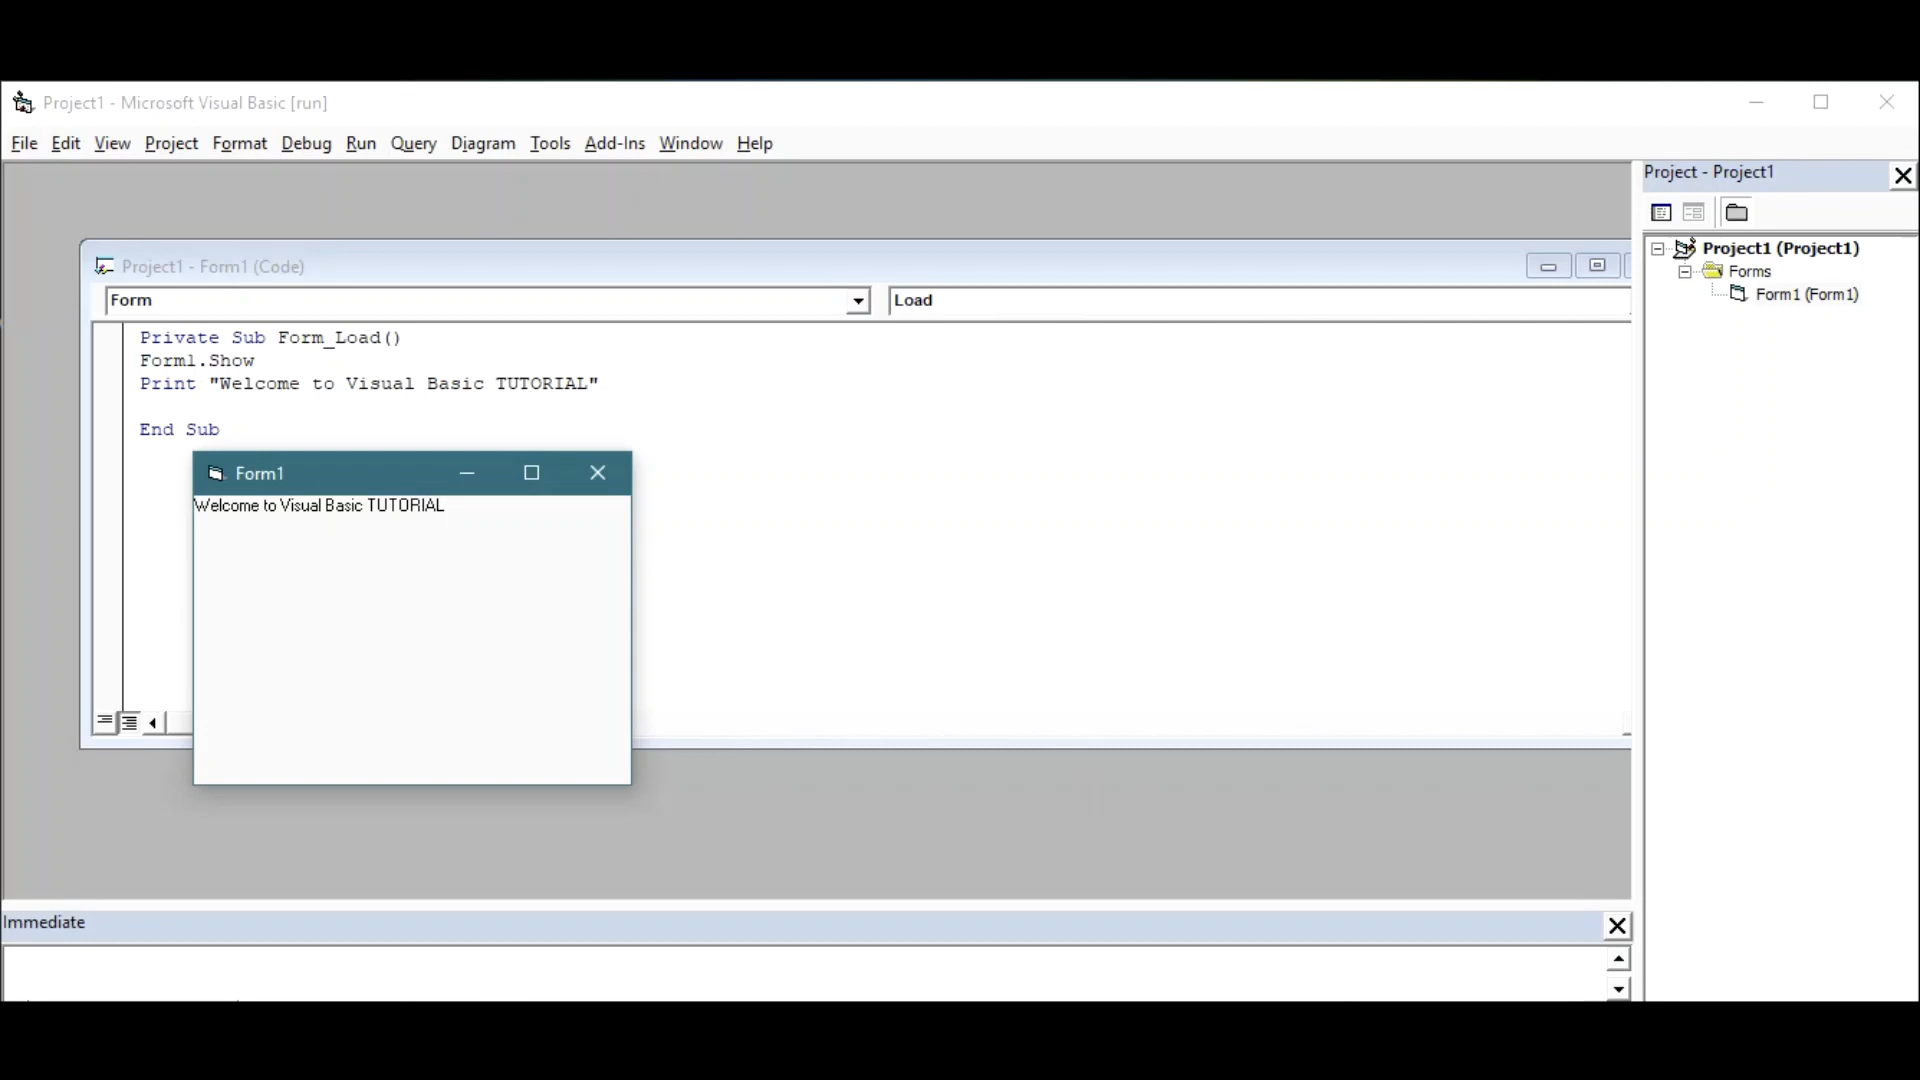 Project1 - Microsoft Visual Basic [run]
File Edit View Project Format Debug Run Query Diagram Tools Add-Ins Window Help
Project - Project1
Project1 (Project1)
Forms
Form1 (Form1)
Project1 - Form1 (Code)
Form Load
Private Sub Form_Load()
Form1.Show
Print "Welcome to Visual Basic TUTORIAL"
End Sub
Form1
Welcome to Visual Basic TUTORIAL
Immediate